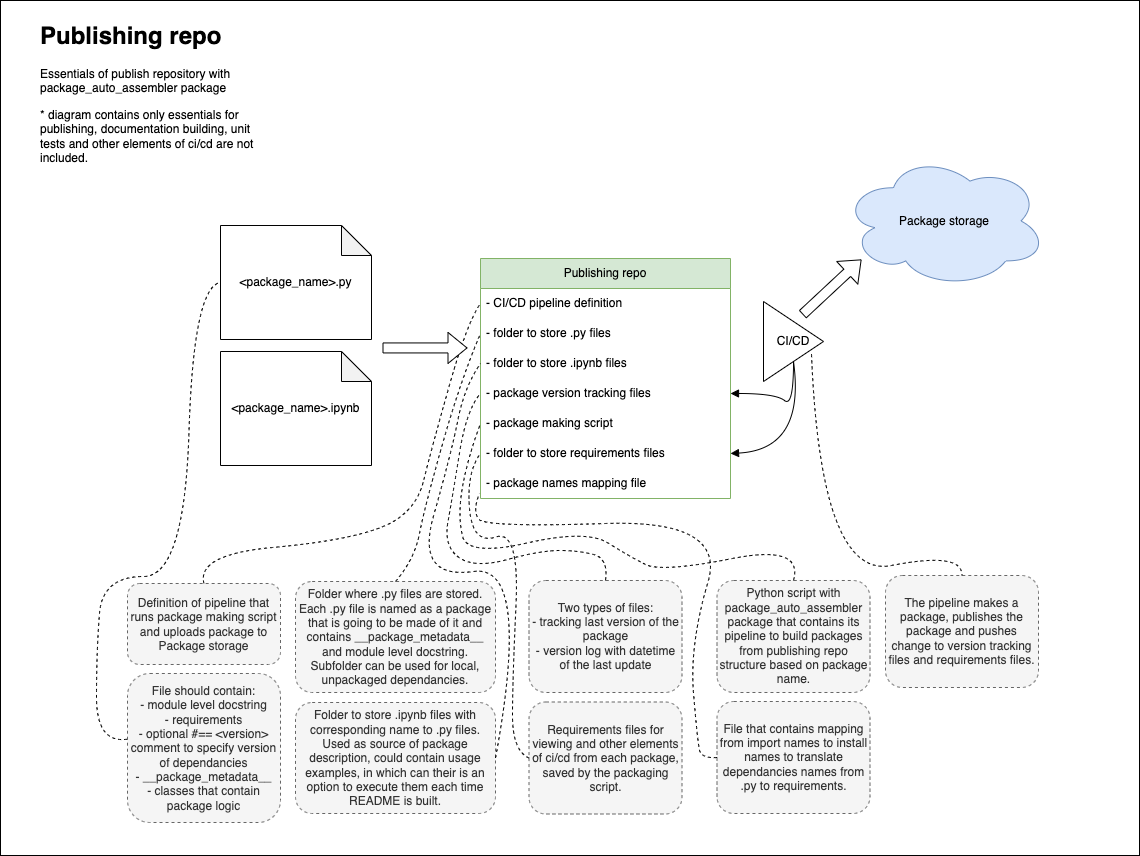 Publishing repo
Essentials of publish repository with
package_auto_assembler package
* diagram contains only essentials for
publishing, documentation building, unit
tests and other elements of ci/cd are not
included.
Package storage
<package_name>.py
<package_name>.ipynb
Publishing repo
- CI/CD pipeline definition
- folder to store .py files
- folder to store .ipynb files
- package version tracking files
- package making script
- folder to store requirements files
- package names mapping file
CI/CD
Definition of pipeline that
runs package making script
and uploads package to
Package storage
Folder where .py files are stored.
Each .py file is named as a package
that is going to be made of it and
contains __package_metadata__
and module level docstring.
Subfolder can be used for local,
unpackaged dependancies.
Two types of files:
- tracking last version of the
package
- version log with datetime
of the last update
Python script with
package_auto_assembler
package that contains its
pipeline to build packages
from publishing repo
structure based on package
name.
The pipeline makes a
package, publishes the
package and pushes
change to version tracking
files and requirements files.
File should contain:
- module level docstring
- requirements
- optional #== <version>
comment to specify version
of dependancies
- __package_metadata__
- classes that contain
package logic
Folder to store .ipynb files with
corresponding name to .py files.
Used as source of package
description, could contain usage
examples, in which can their is an
option to execute them each time
README is built.
Requirements files for
viewing and other elements
of ci/cd from each package,
saved by the packaging
script.
File that contains mapping
from import names to install
names to translate
dependancies names from
.py to requirements.